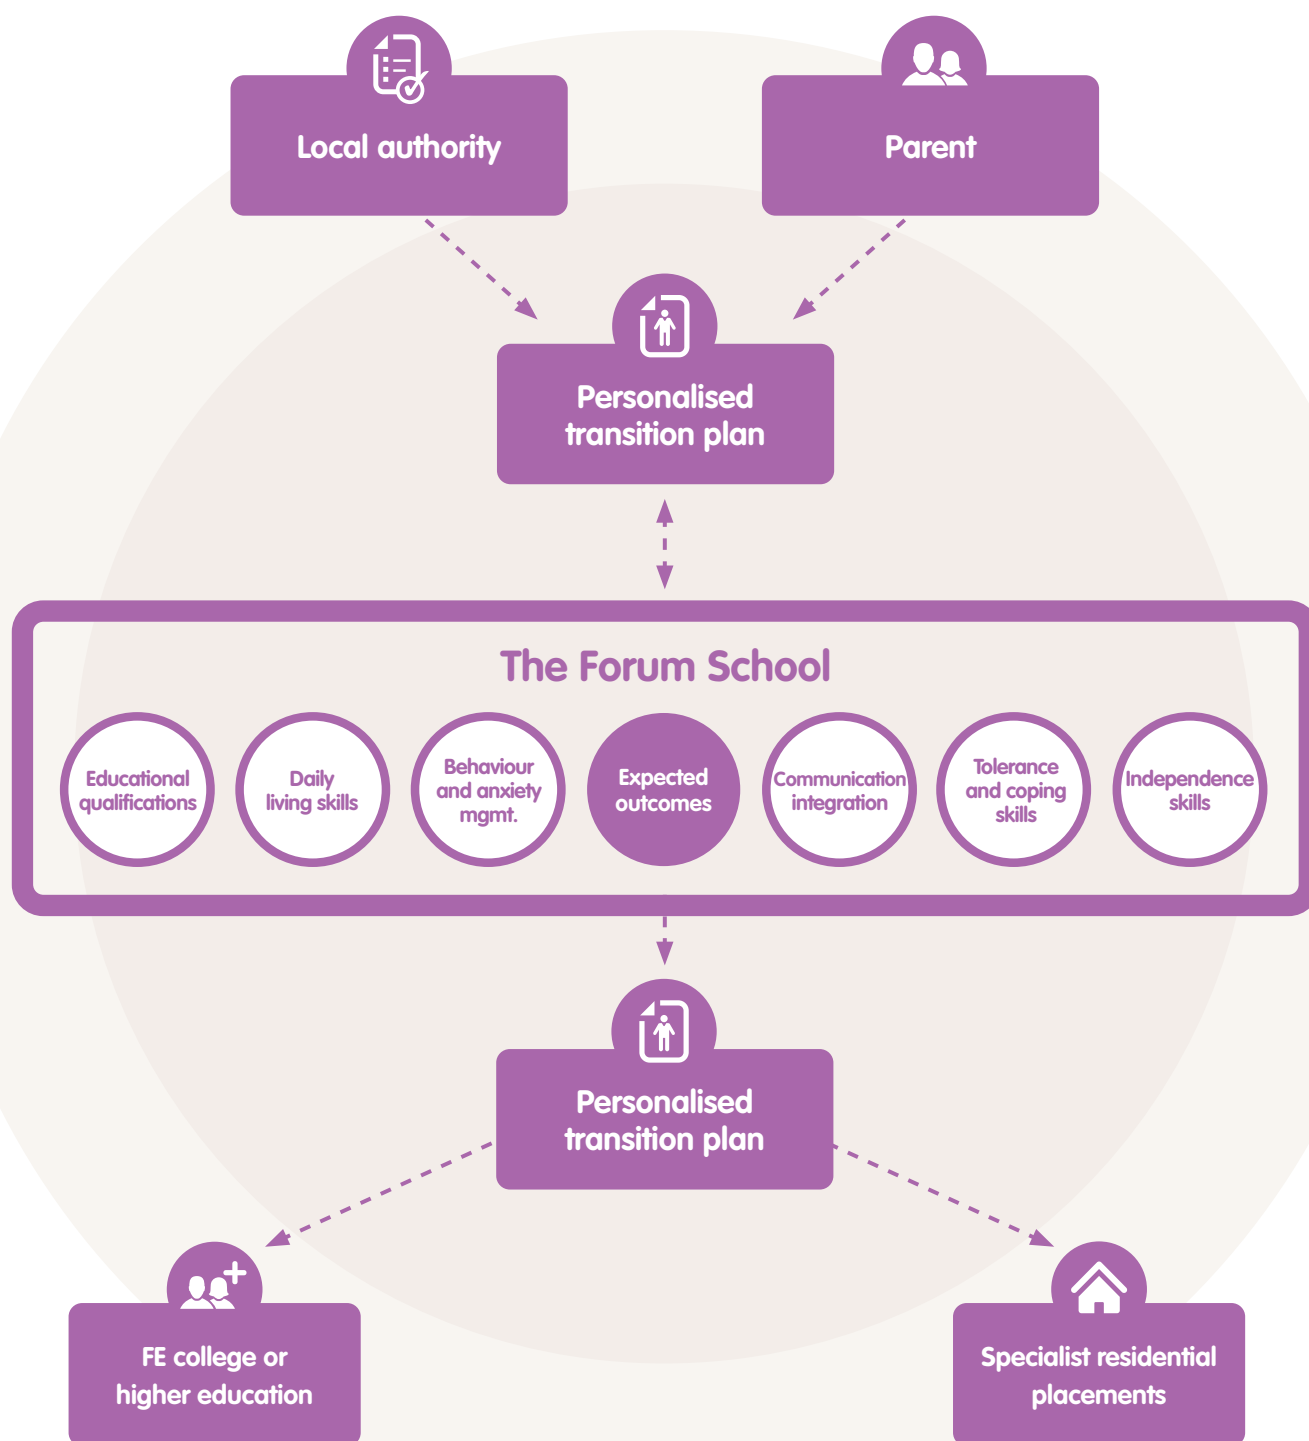 Local authority
Parent
Personalised
transition plan
The Forum School
Educational
qualifications
Daily
living skills
Behaviour
and anxiety
mgmt.
Expected
outcomes
Communication
integration
Tolerance
and coping
skills
Independence
skills
Personalised
transition plan
FE college or
higher education
Specialist residential
placements